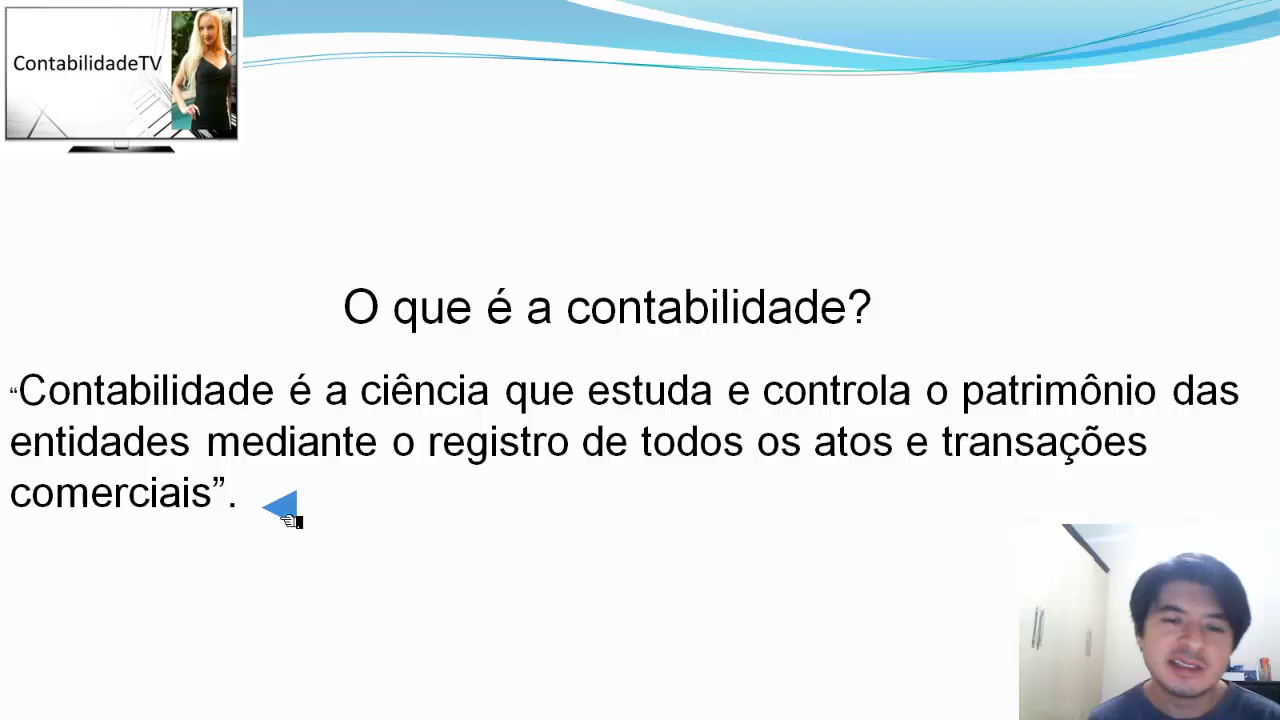 ContabilidadeTV
O que é a contabilidade?
“Contabilidade é a ciência que estuda e controla o patrimônio das
entidades mediante o registro de todos os atos e transações
comerciais”.